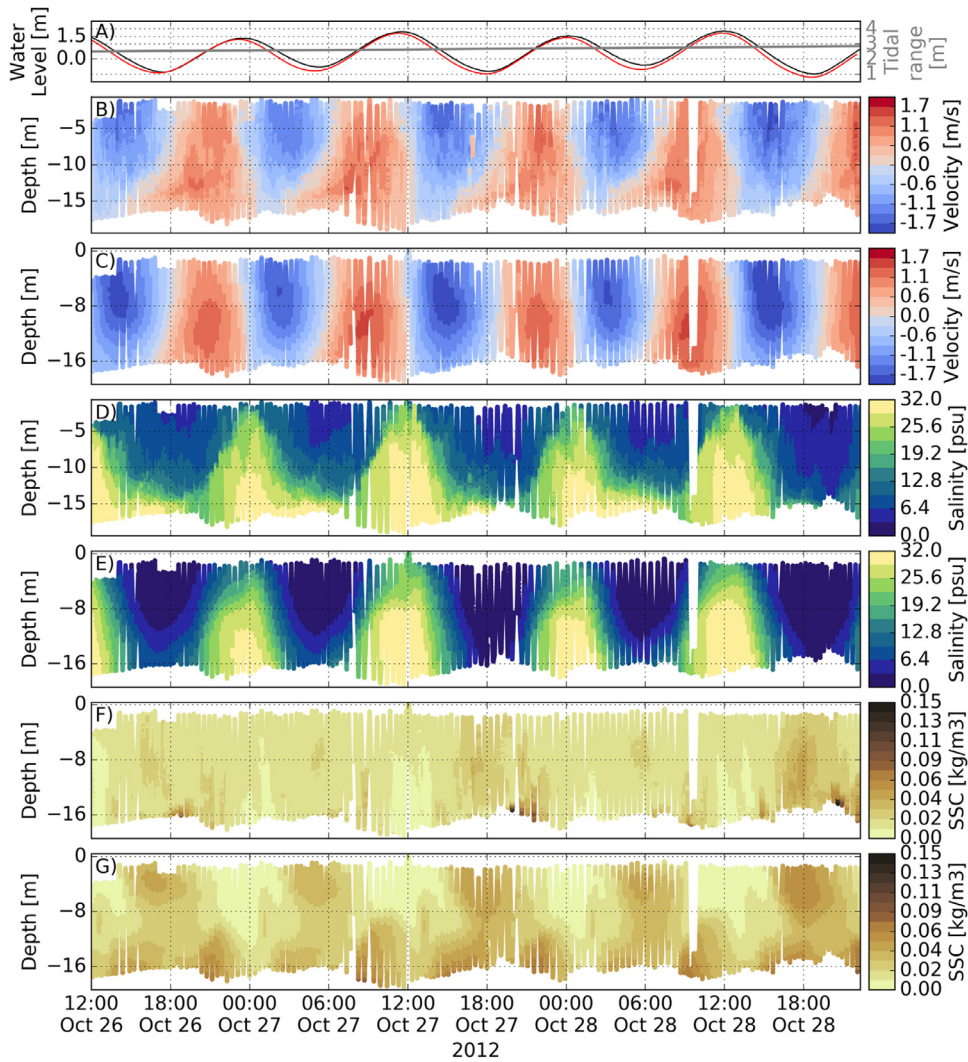 A)
Water
Level [m]
1.5
0.0
4
3
2
1
Tidal
range
[m]
B)
Depth [m]
−5
−10
−15
1.7
1.1
0.6
0.0
-0.6
-1.1
-1.7
Velocity [m/s]
C)
Depth [m]
0
−8
−16
1.7
1.1
0.6
0.0
-0.6
-1.1
-1.7
Velocity [m/s]
D)
Depth [m]
−5
−10
−15
32.0
25.6
19.2
12.8
6.4
0.0
Salinity [psu]
E)
Depth [m]
0
−8
−16
32.0
25.6
19.2
12.8
6.4
0.0
Salinity [psu]
F)
Depth [m]
0
−8
−16
0.15
0.13
0.11
0.09
0.08
0.06
0.04
0.02
0.00
SSC [kg/m3]
G)
Depth [m]
0
−8
−16
0.15
0.13
0.11
0.09
0.08
0.06
0.04
0.02
0.00
SSC [kg/m3]
12:00 18:00 00:00 06:00 12:00 18:00 00:00 06:00 12:00 18:00
Oct 26 Oct 26 Oct 27 Oct 27 Oct 27 Oct 27 Oct 28 Oct 28 Oct 28 Oct 28
2012